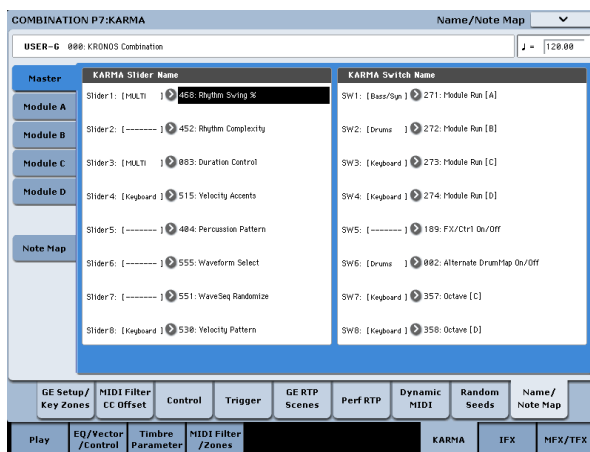 COMBINATION P7:KARMA Name/Note Map
USER-G 000: KRONOS Combination ♩ = 120.00
Master
Module A
Module B
Module C
Module D
Note Map
KARMA Slider Name
Slider1: [MULTI ] 468: Rhythm Swing %
Slider2: [-------] 452: Rhythm Complexity
Slider3: [MULTI ] 083: Duration Control
Slider4: [Keyboard ] 515: Velocity Accents
Slider5: [-------] 404: Percussion Pattern
Slider6: [-------] 555: Waveform Select
Slider7: [-------] 551: WaveSeq Randomize
Slider8: [Keyboard ] 530: Velocity Pattern
KARMA Switch Name
SW1: [Bass/Syn ] 271: Module Run [A]
SW2: [Drums ] 272: Module Run [B]
SW3: [Keyboard ] 273: Module Run [C]
SW4: [Keyboard ] 274: Module Run [D]
SW5: [-------] 189: FX/Ctrl On/Off
SW6: [Drums ] 002: Alternate DrumMap On/Off
SW7: [Keyboard ] 357: Octave [C]
SW8: [Keyboard ] 358: Octave [D]
GE Setup/ Key Zones
MIDI Filter CC Offset
Control
Trigger
GE RTP Scenes
Perf RTP
Dynamic MIDI
Random Seeds
Name/ Note Map
Play
EQ/Vector /Control
Timbre Parameter
MIDI Filter /Zones
KARMA
IFX
MFX/TFX